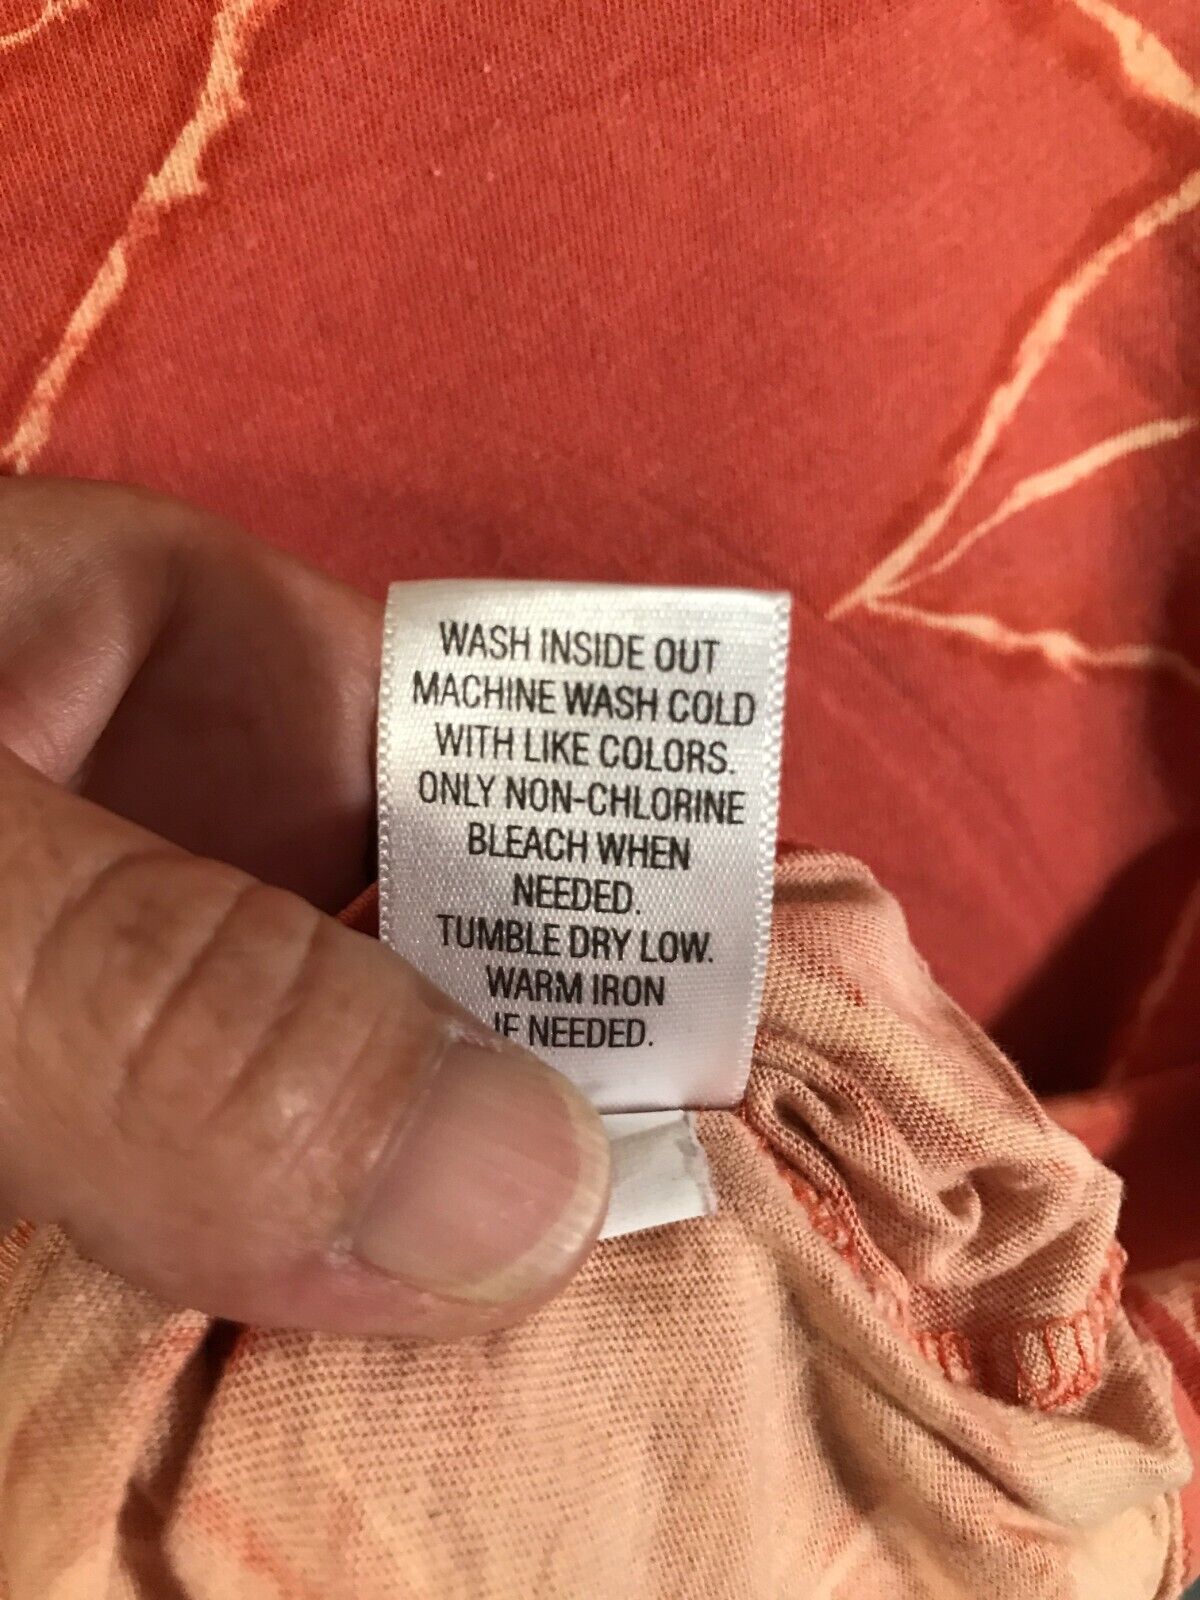 WASH INSIDE OUT
MACHINE WASH COLD
WITH LIKE COLORS.
ONLY NON-CHLORINE
BLEACH WHEN
NEEDED.
TUMBLE DRY LOW.
WARM IRON
IF NEEDED.